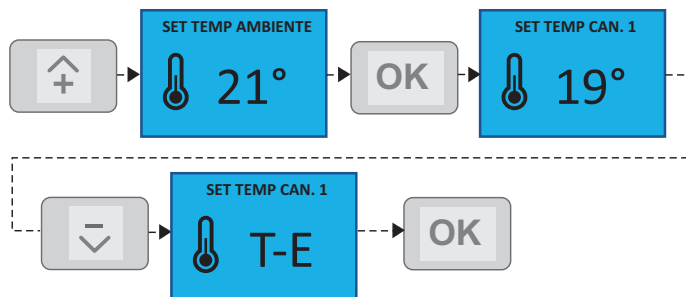 +
SET TEMP AMBIENTE
21°
OK
SET TEMP CAN. 1
19°
-
SET TEMP CAN. 1
T-E
OK